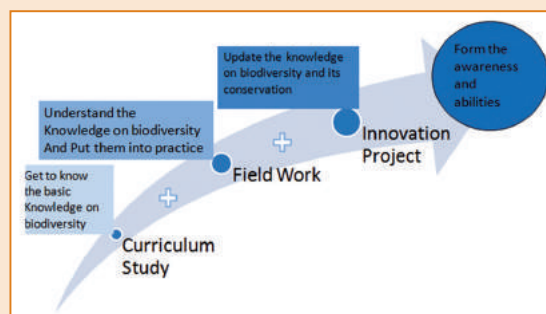 Form the
awareness
and
abilities
Update the knowledge
on biodiversity and its
conservation
Innovation
Project
Understand the
Knowledge on biodiversity
And Put them into practice
Field Work
Get to know
the basic
Knowledge on
biodiversity
Curriculum
Study